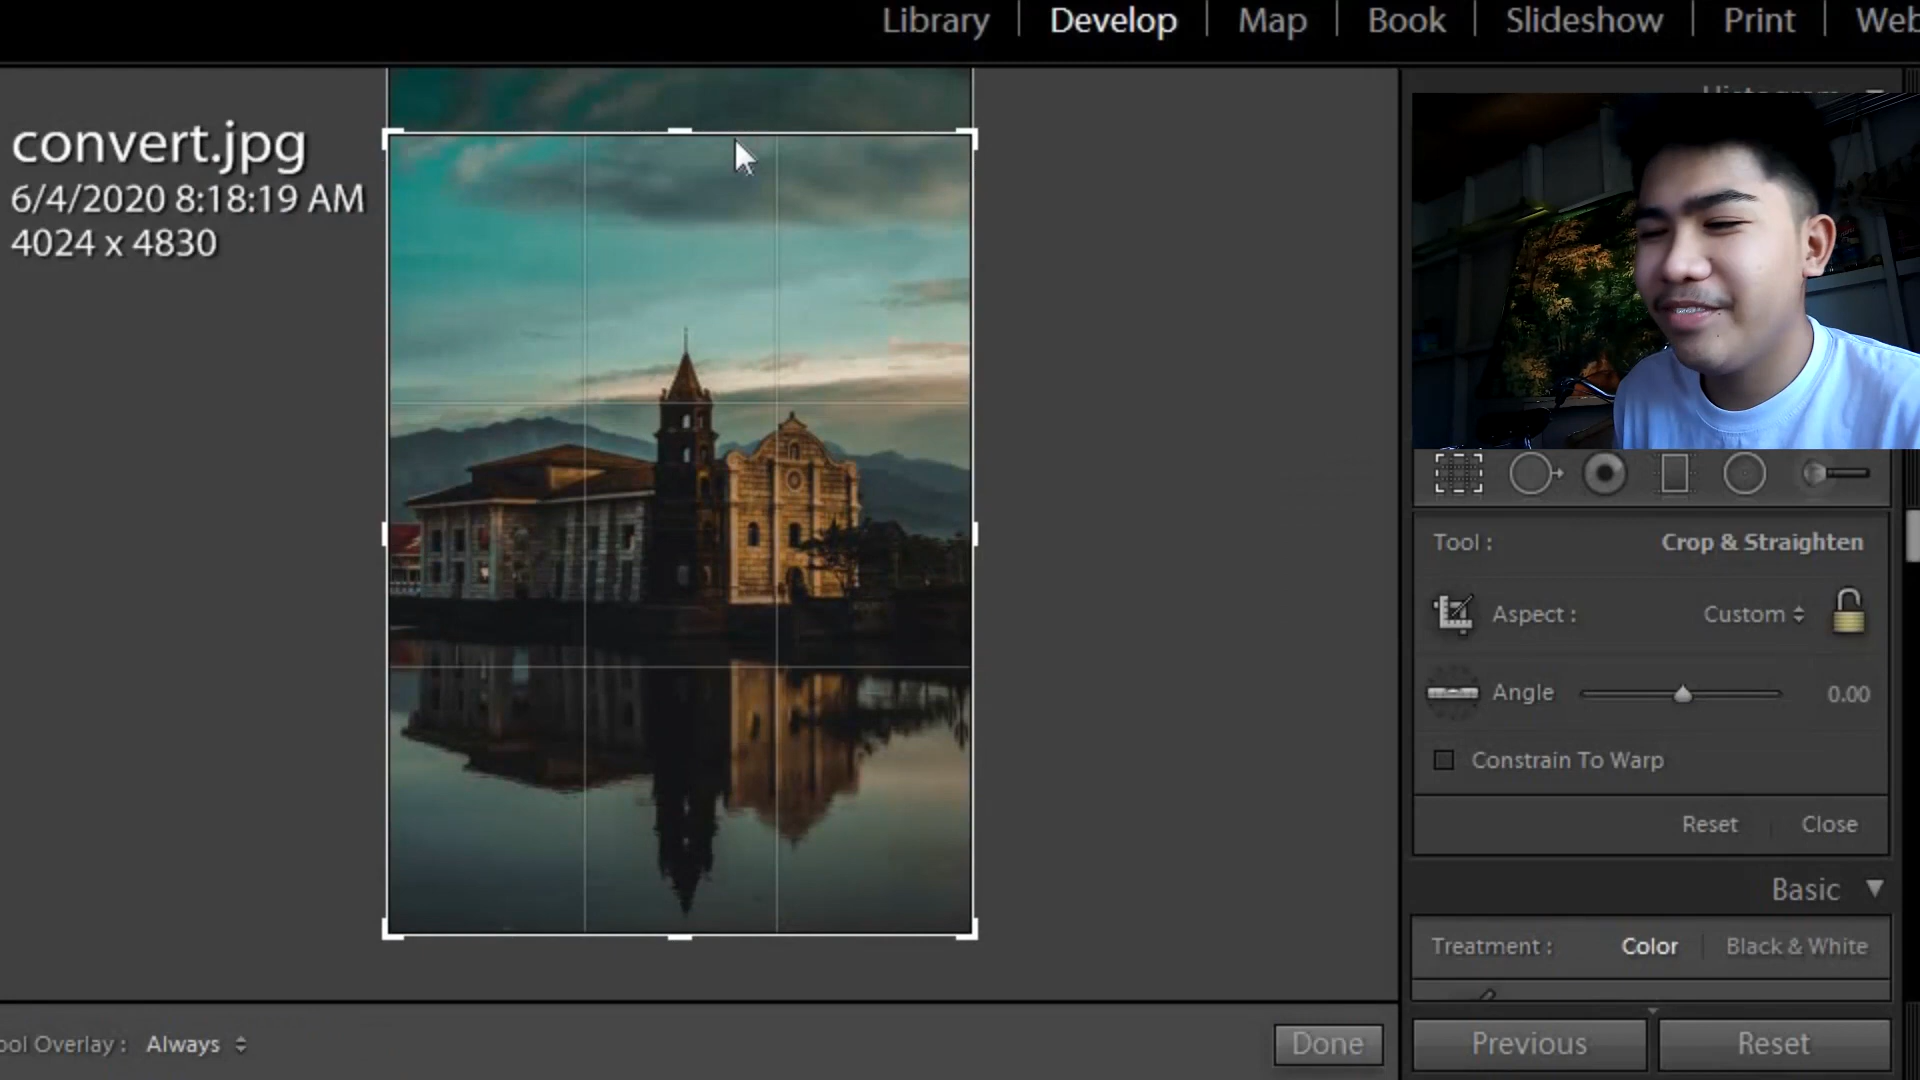 Library | Develop | Map | Book | Slideshow | Print | Web
Histogram
convert.jpg
6/4/2020 8:18:19 AM
4024 x 4830
Tool : Crop & Straighten
Aspect : Custom
Angle 0.00
Constrain To Warp
Reset Close
Basic
Treatment : Color Black & White
ool Overlay : Always
Done
Previous Reset